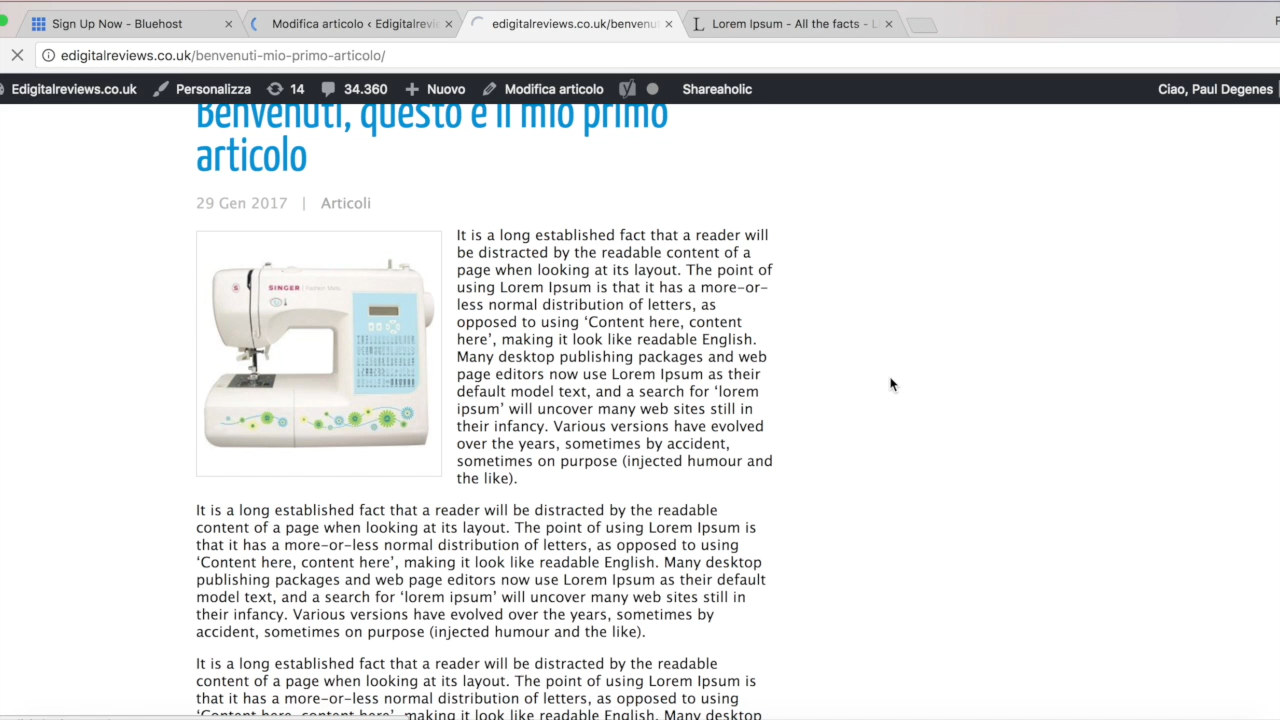 Sign Up Now - Bluehost
Modifica articolo ‹ Edigitalrevie
edigitalreviews.co.uk/benvenu
Lorem Ipsum - All the facts - L
edigitalreviews.co.uk/benvenuti-mio-primo-articolo/
Edigitalreviews.co.uk Personalizza 14 34.360 Nuovo Modifica articolo Shareaholic Ciao, Paul Degenes
Benvenuti, questo è il mio primo
articolo
29 Gen 2017 | Articoli
SINGER
It is a long established fact that a reader will
be distracted by the readable content of a
page when looking at its layout. The point of
using Lorem Ipsum is that it has a more-or-
less normal distribution of letters, as
opposed to using ‘Content here, content
here’, making it look like readable English.
Many desktop publishing packages and web
page editors now use Lorem Ipsum as their
default model text, and a search for ‘lorem
ipsum’ will uncover many web sites still in
their infancy. Various versions have evolved
over the years, sometimes by accident,
sometimes on purpose (injected humour and
the like).
It is a long established fact that a reader will be distracted by the readable
content of a page when looking at its layout. The point of using Lorem Ipsum is
that it has a more-or-less normal distribution of letters, as opposed to using
‘Content here, content here’, making it look like readable English. Many desktop
publishing packages and web page editors now use Lorem Ipsum as their default
model text, and a search for ‘lorem ipsum’ will uncover many web sites still in
their infancy. Various versions have evolved over the years, sometimes by
accident, sometimes on purpose (injected humour and the like).
It is a long established fact that a reader will be distracted by the readable
content of a page when looking at its layout. The point of using Lorem Ipsum is
that it has a more-or-less normal distribution of letters, as opposed to using
‘Content here, content here’, making it look like readable English. Many desktop